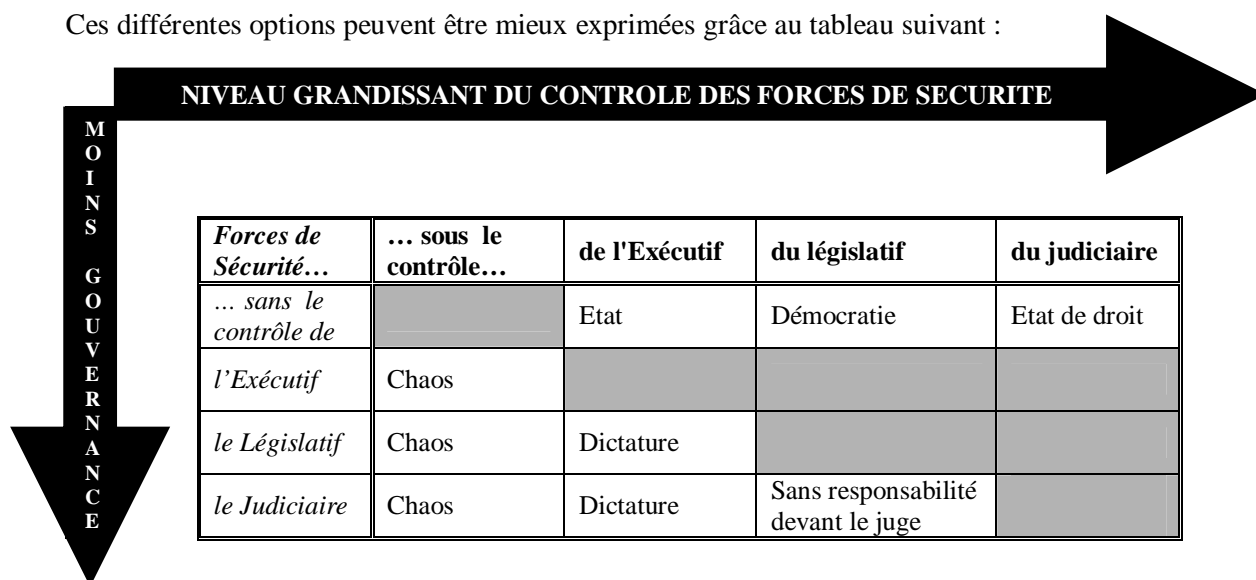 Ces différentes options peuvent être mieux exprimées grâce au tableau suivant :
NIVEAU GRANDISSANT DU CONTROLE DES FORCES DE SECURITE
MOINS GOUVERNANCE
Forces de Sécurité… … sous le contrôle… de l'Exécutif du législatif du judiciaire
… sans le contrôle de Etat Démocratie Etat de droit
l’Exécutif Chaos
le Législatif Chaos Dictature
le Judiciaire Chaos Dictature Sans responsabilité devant le juge